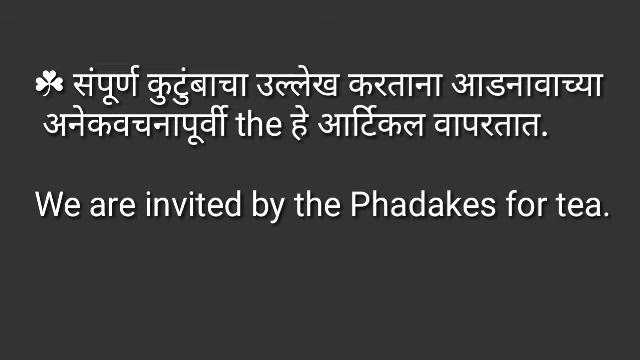 ☘ संपूर्ण कुटुंबाचा उल्लेख करताना आडनावाच्या
अनेकवचनापूर्वी the हे आर्टिकल वापरतात.
We are invited by the Phadakes for tea.